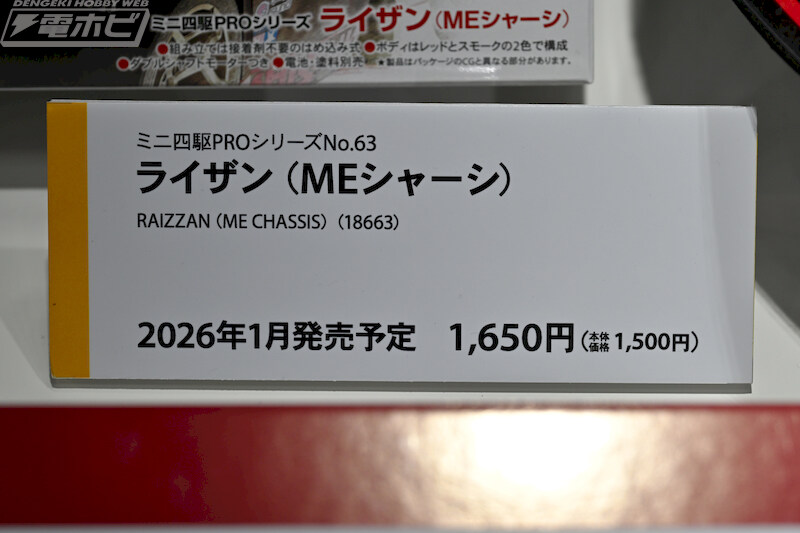 DENGEKI HOBBY WEB
電ホビ
ミニ四駆PROシリーズ ライザン(MEシャーシ)
●組み立ては接着剤不要のはめ込み式●ボディはレッドとスモークの2色で構成
●ダブルシャフトモーターつき●電池・塗料別売 ★製品はパッケージのCGと異なる部分があります。
ミニ四駆PROシリーズNo.63
ライザン(MEシャーシ)
RAIZZAN (ME CHASSIS) (18663)
2026年1月発売予定 1,650円(本体価格 1,500円)